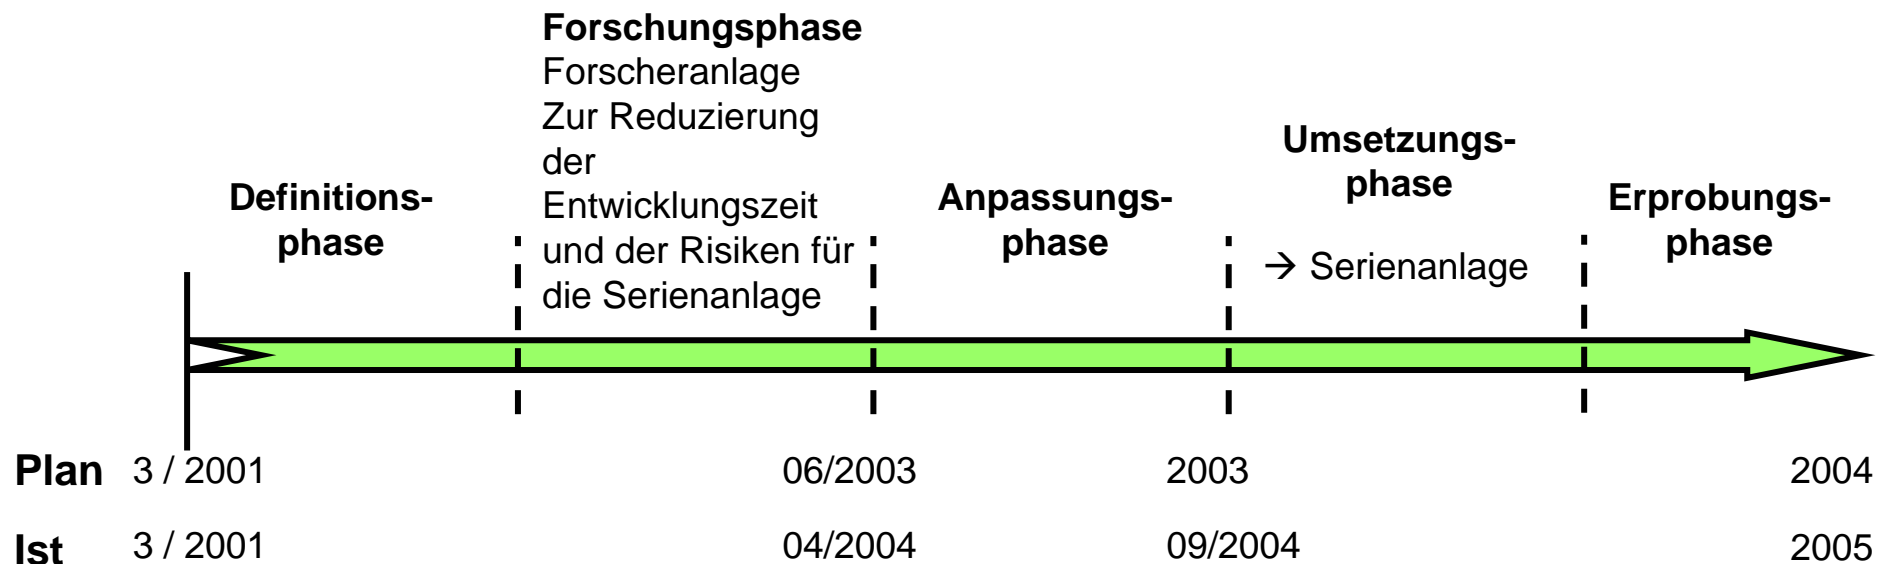 Forschungsphase
Forscheranlage
Zur Reduzierung
der
Entwicklungszeit
und der Risiken für
die Serienanlage
Definitions-
phase
Anpassungs-
phase
Umsetzungs-
phase
→ Serienanlage
Erprobungs-
phase
Plan 3 / 2001 06/2003 2003 2004
Ist 3 / 2001 04/2004 09/2004 2005